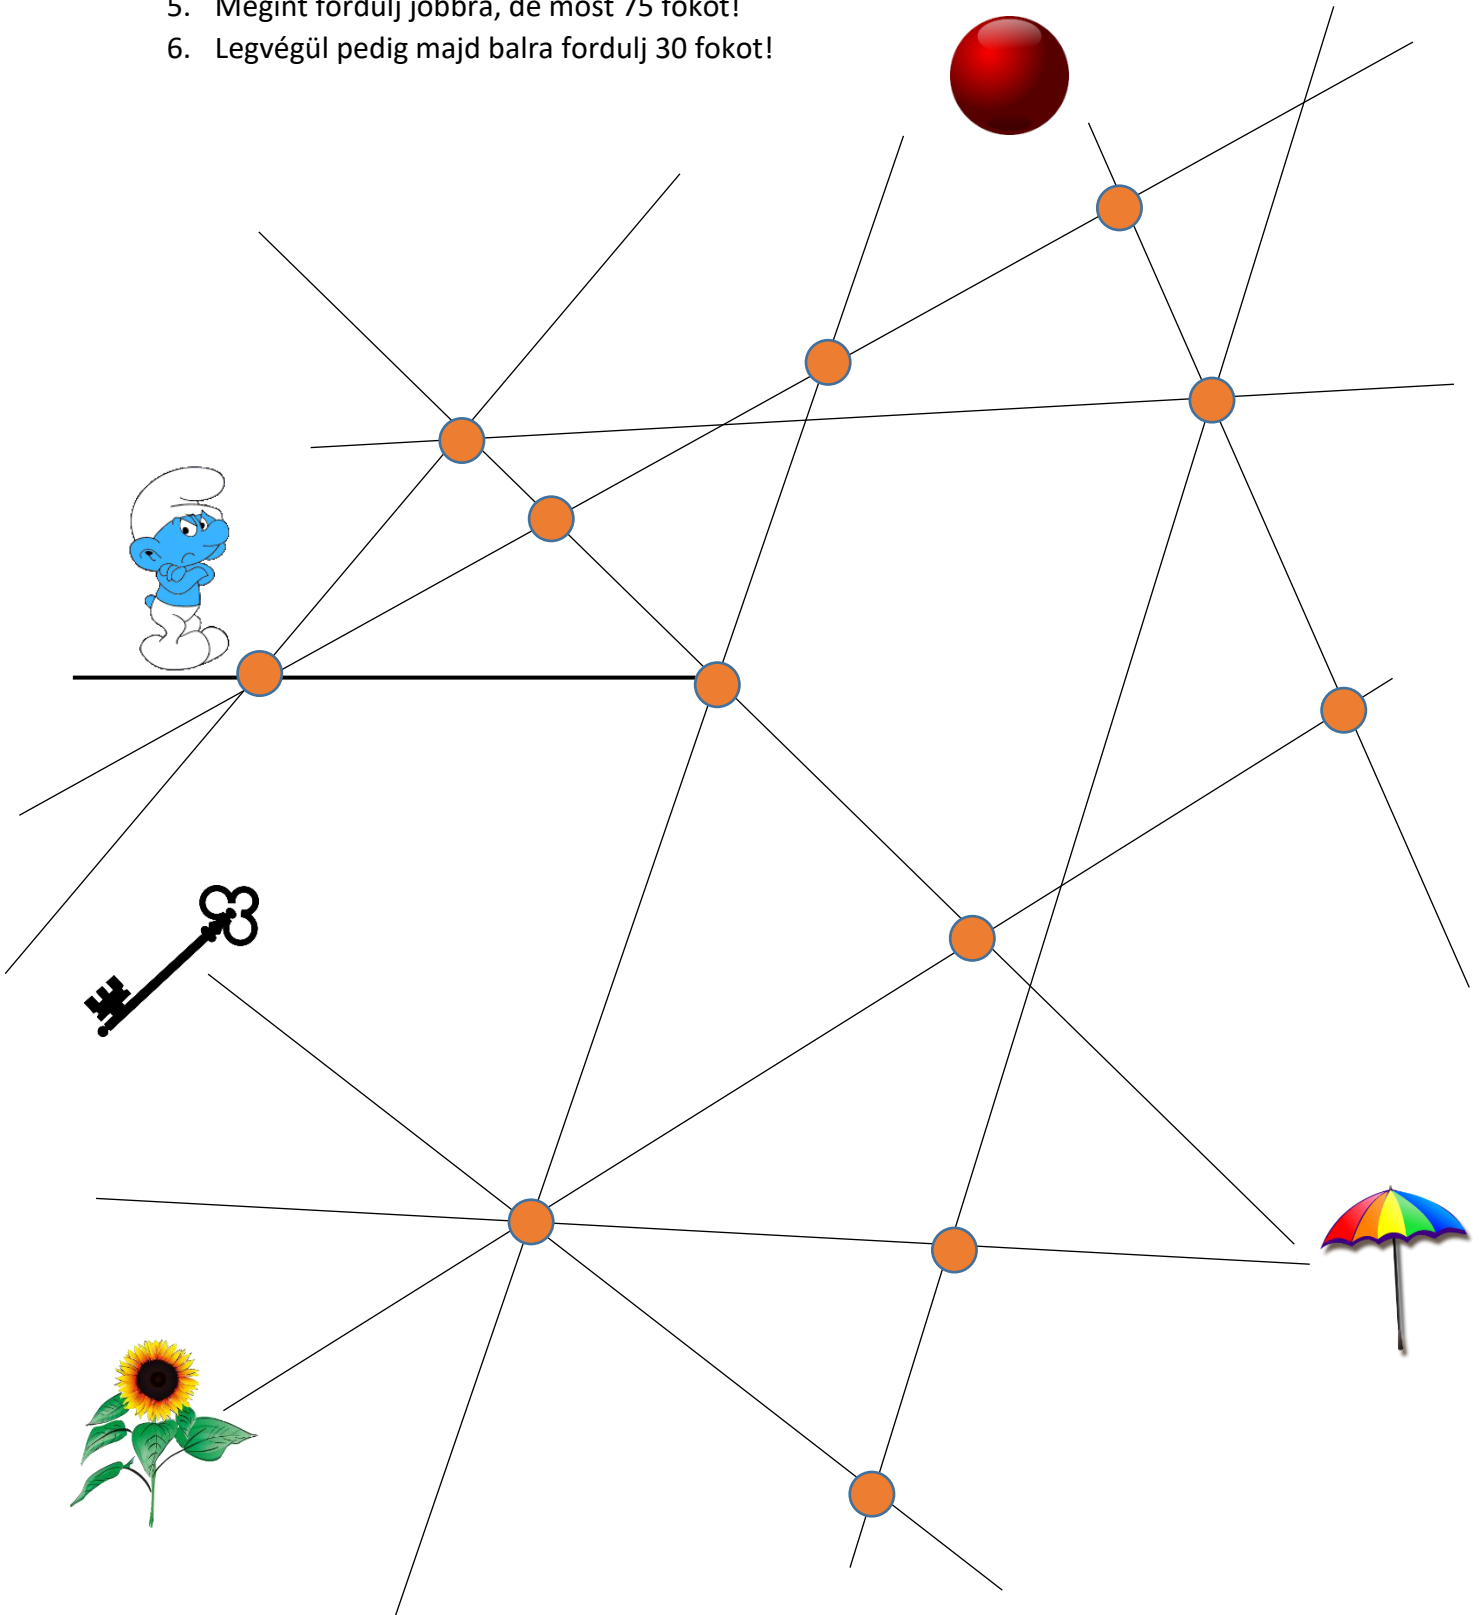 5. Megint fordulj jobbra, de most 75 fokot!
6. Legvégül pedig majd balra fordulj 30 fokot!